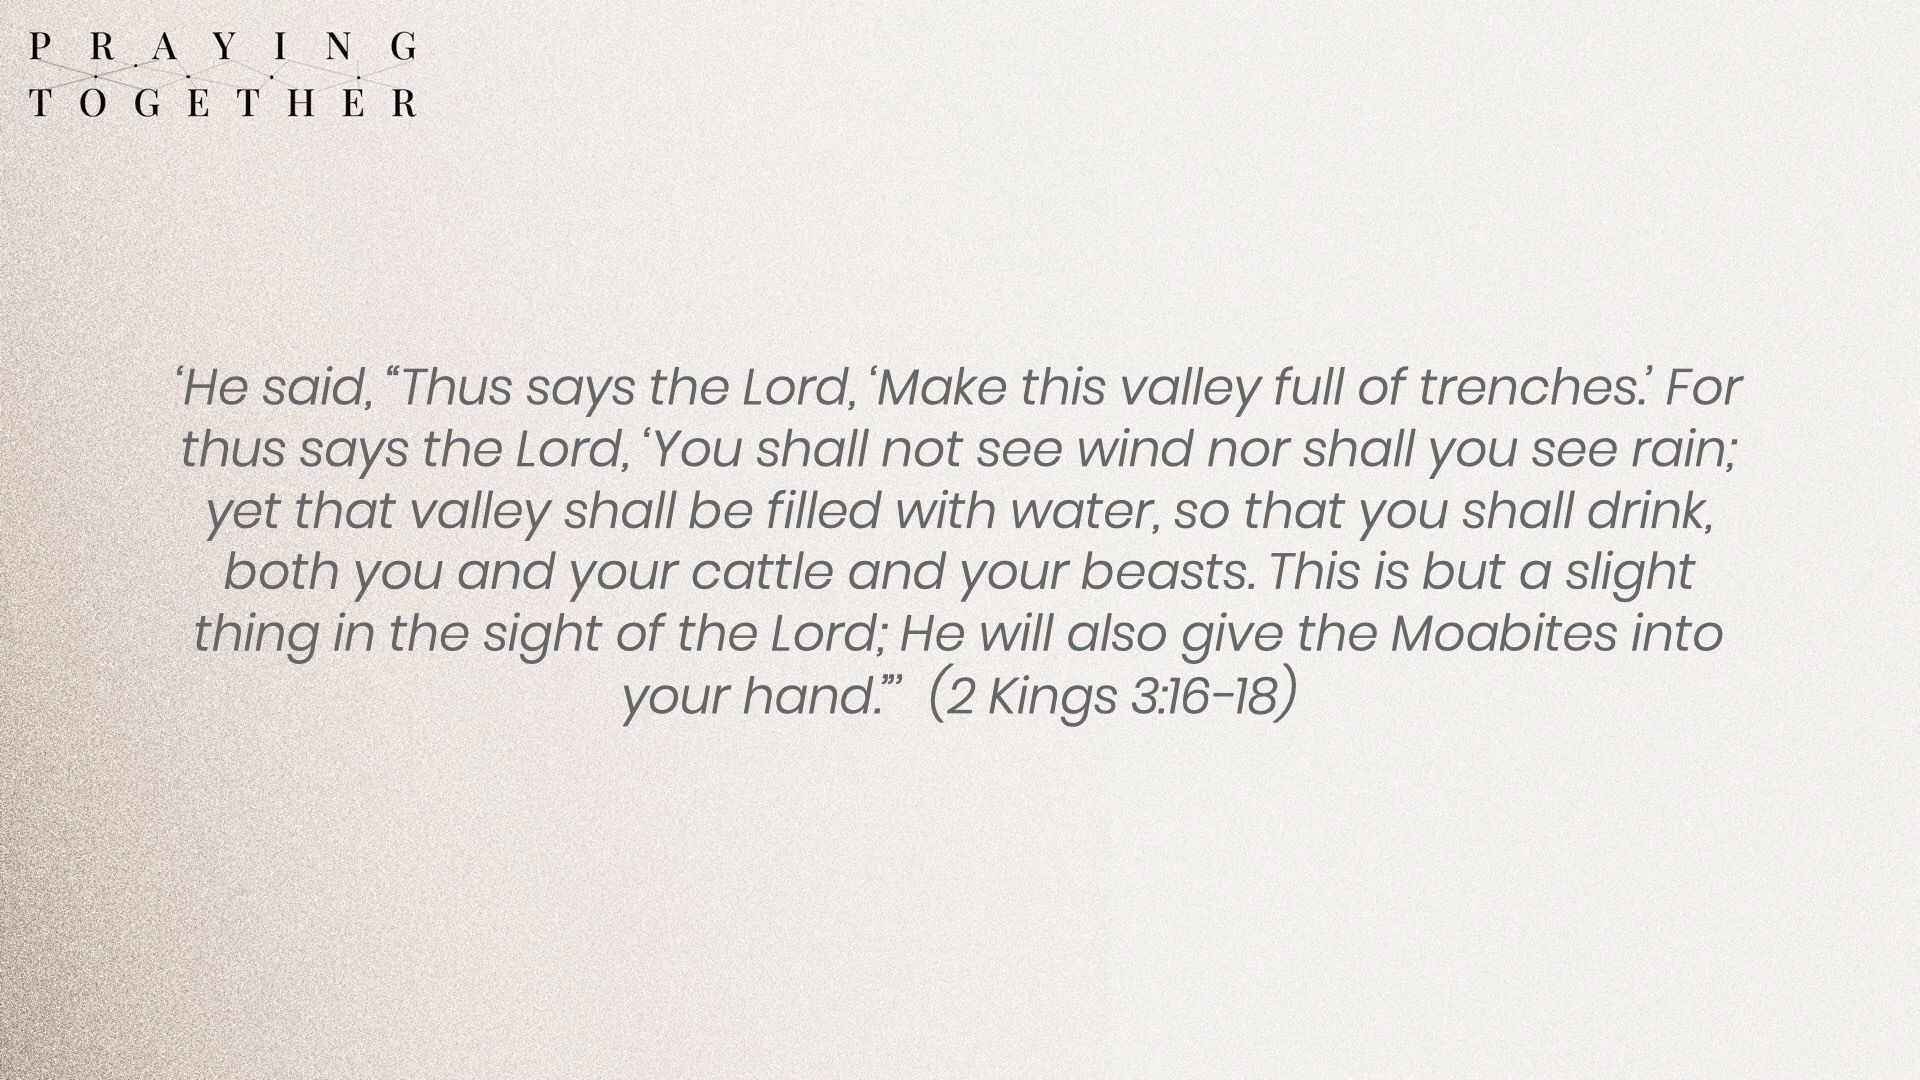 PRAYING
TOGETHER
‘He said, “Thus says the Lord, ‘Make this valley full of trenches.’ For
thus says the Lord, ‘You shall not see wind nor shall you see rain;
yet that valley shall be filled with water, so that you shall drink,
both you and your cattle and your beasts. This is but a slight
thing in the sight of the Lord; He will also give the Moabites into
your hand.”’ (2 Kings 3:16-18)